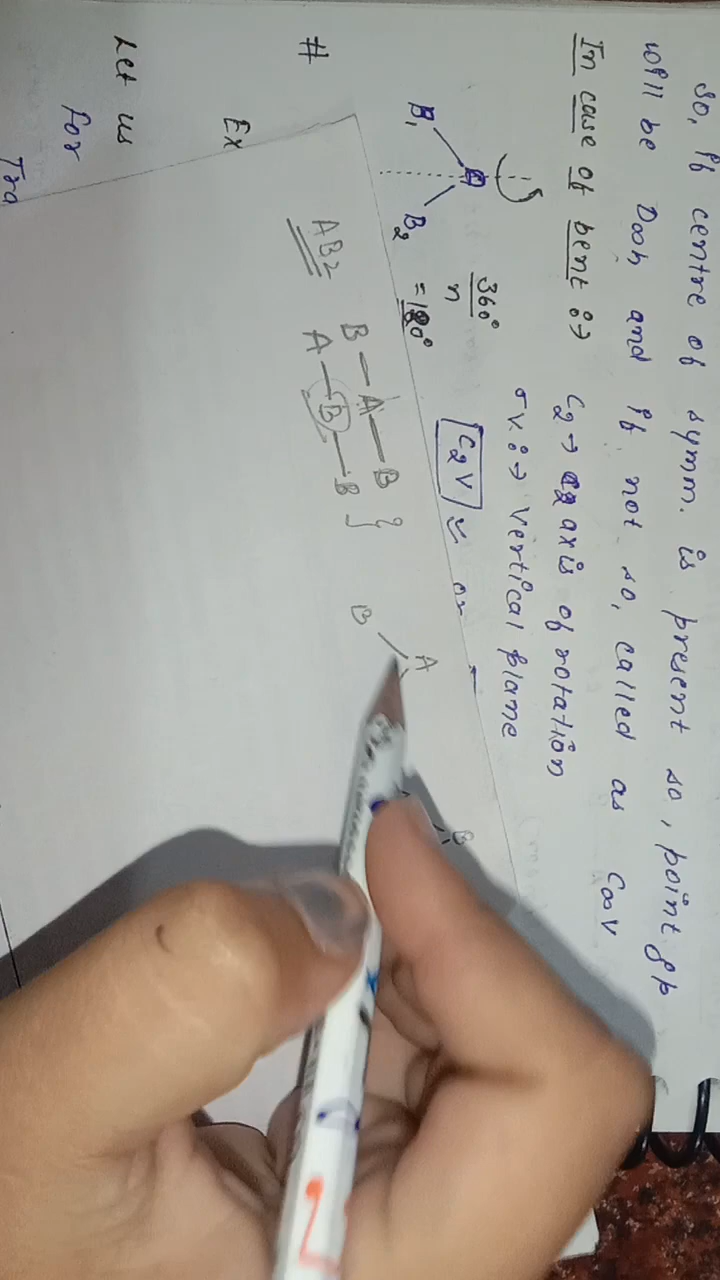 so, if centre of symm. is present so, point gp
will be D∞h and if not so, called as C∞v
In case of bent :→
C2 → axis of rotation
σv :→ vertical plane
360°
n
= 180°
C2V
or
B1
B2
#
Ex
Let us
for
Tra
AB2
B — A — B
A — B — B }
B
A
B